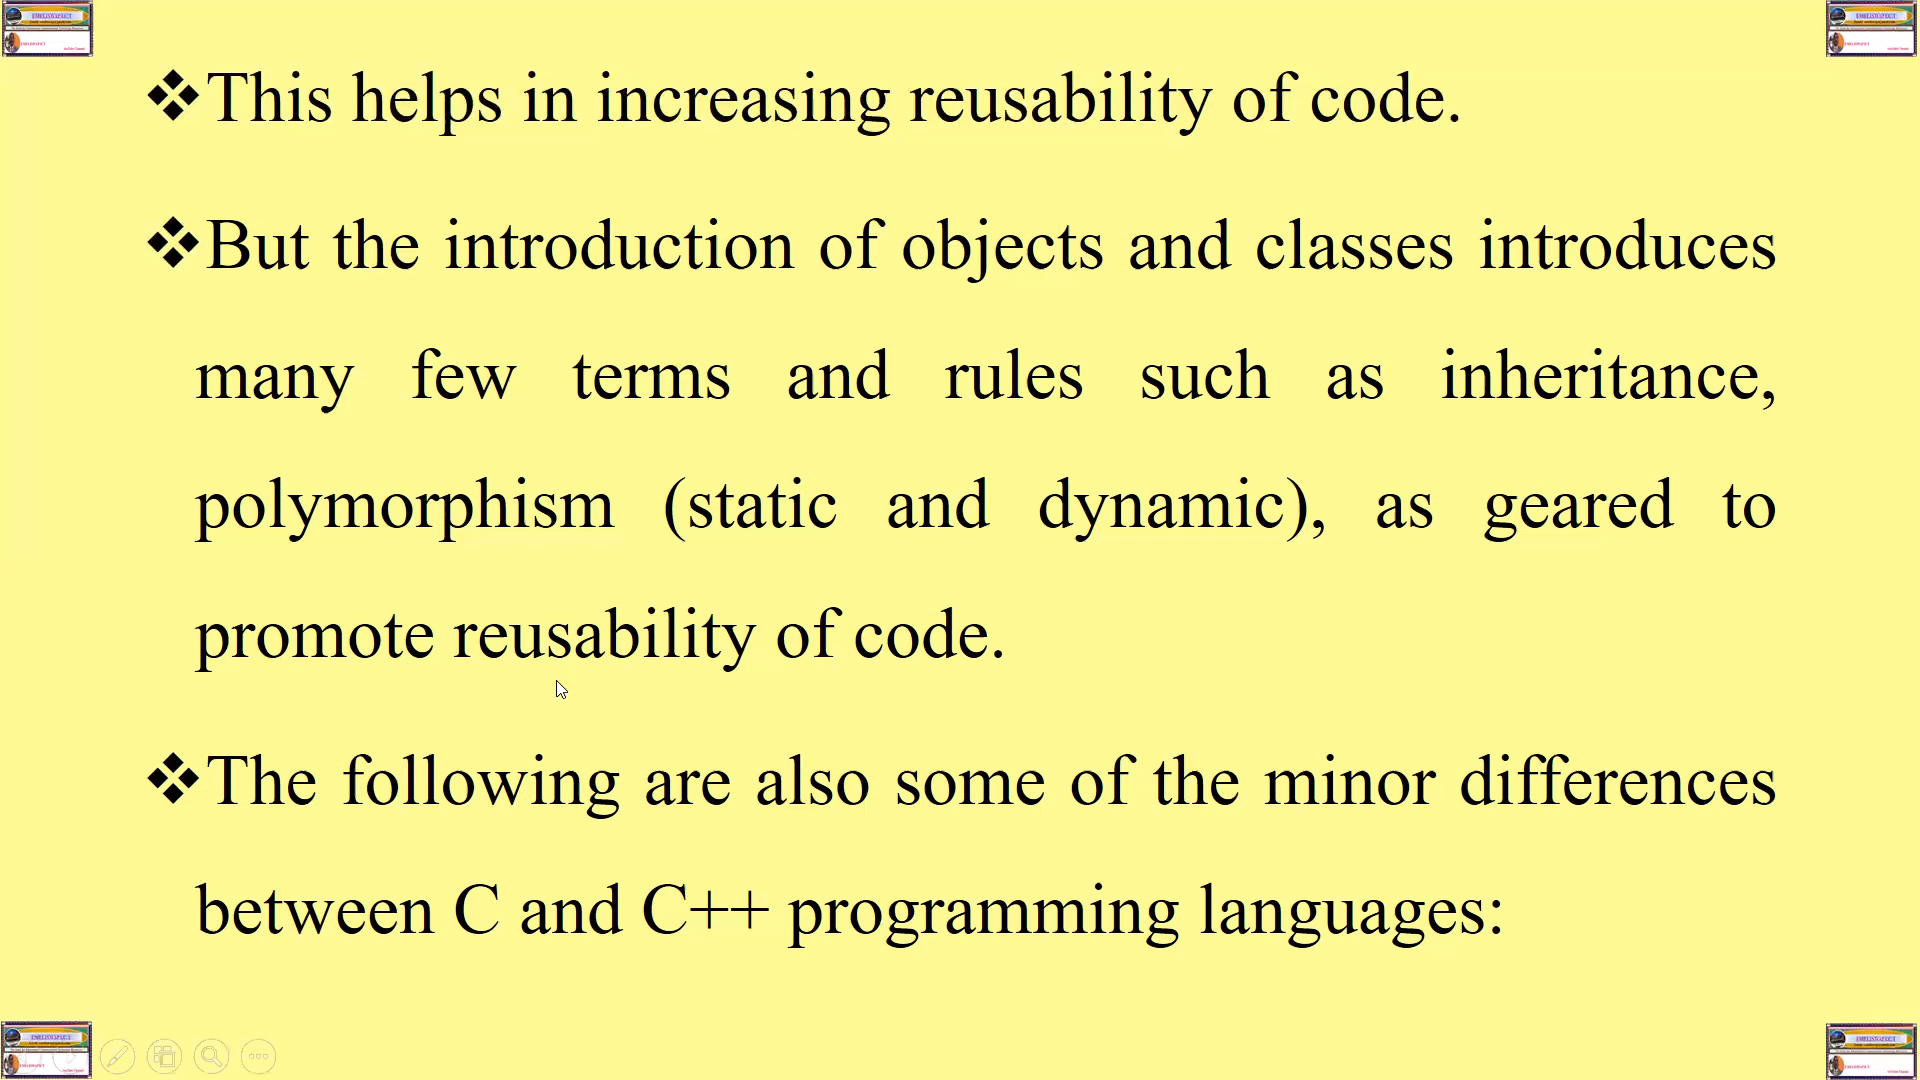 ❖This helps in increasing reusability of code.
❖But the introduction of objects and classes introduces
many few terms and rules such as inheritance,
polymorphism (static and dynamic), as geared to
promote reusability of code.
❖The following are also some of the minor differences
between C and C++ programming languages: